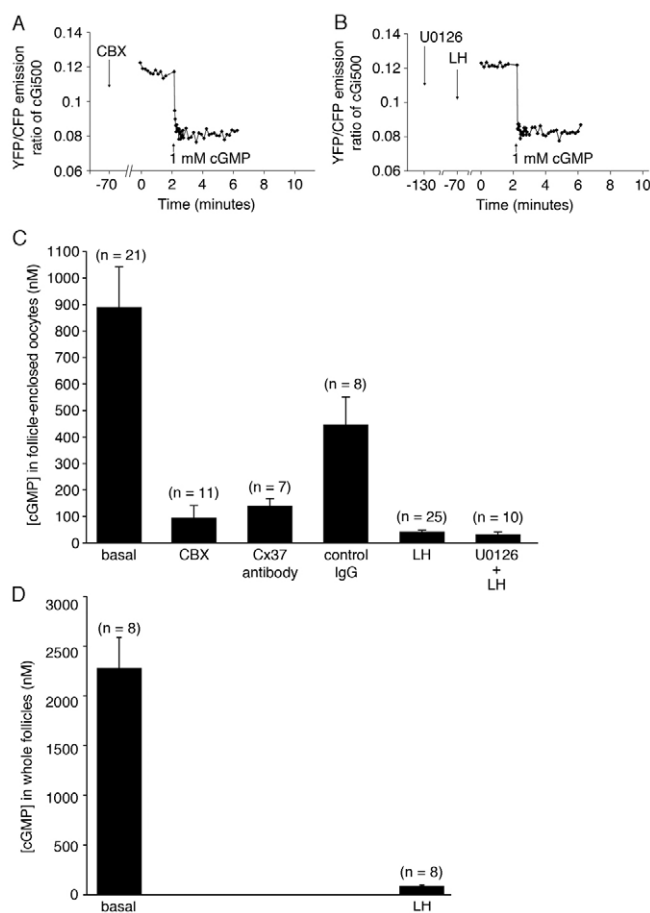 A
CBX
YFP/CFP emission
ratio of cGi500
0.14
0.12
0.1
0.08
0.06
1 mM cGMP
-70
0
2
4
6
8
10
Time (minutes)
B
U0126
LH
YFP/CFP emission
ratio of cGi500
0.14
0.12
0.1
0.08
0.06
1 mM cGMP
-130
-70
0
2
4
6
8
10
Time (minutes)
C
[cGMP] in follicle-enclosed oocytes (nM)
1100
1000
900
800
700
600
500
400
300
200
100
0
(n = 21)
(n = 11)
(n = 7)
(n = 8)
(n = 25)
(n = 10)
basal
CBX
Cx37
antibody
control
IgG
LH
U0126
+
LH
D
[cGMP] in whole follicles (nM)
3000
2500
2000
1500
1000
500
0
(n = 8)
(n = 8)
basal
LH